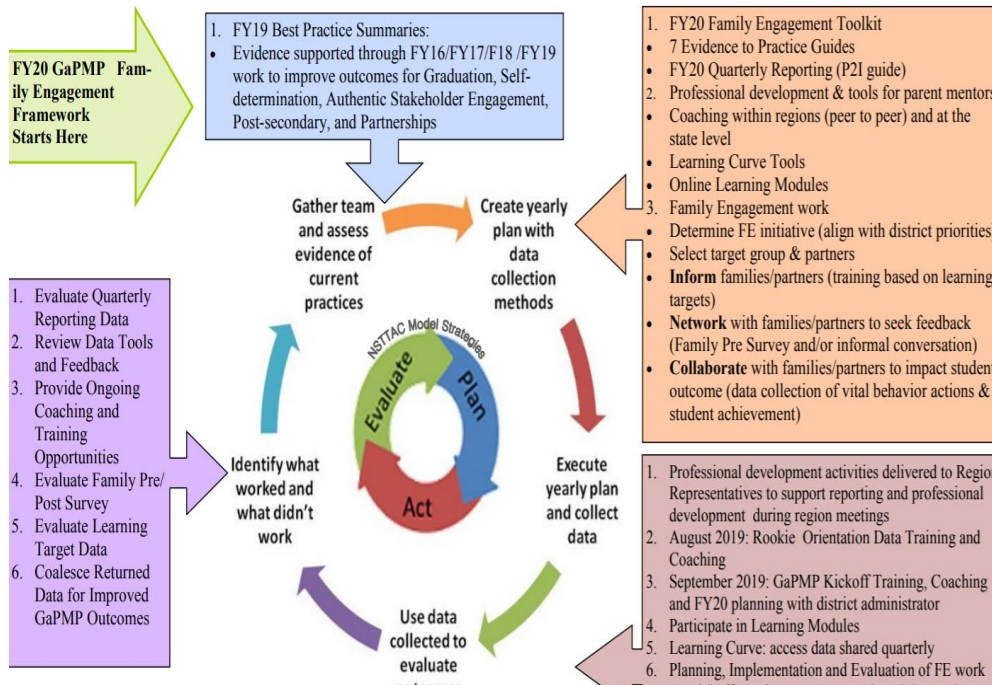 FY20 GaPMP Fam-
ily Engagement
Framework
Starts Here
1. FY19 Best Practice Summaries:
• Evidence supported through FY16/FY17/F18 /FY19
work to improve outcomes for Graduation, Self-
determination, Authentic Stakeholder Engagement,
Post-secondary, and Partnerships
1. FY20 Family Engagement Toolkit
• 7 Evidence to Practice Guides
• FY20 Quarterly Reporting (P2I guide)
2. Professional development & tools for parent mentors
• Coaching within regions (peer to peer) and at the
state level
• Learning Curve Tools
• Online Learning Modules
3. Family Engagement work
• Determine FE initiative (align with district priorities)
• Select target group & partners
• Inform families/partners (training based on learning
targets)
• Network with families/partners to seek feedback
(Family Pre Survey and/or informal conversation)
• Collaborate with families/partners to impact student
outcome (data collection of vital behavior actions &
student achievement)
Gather team
and assess
evidence of
current
practices
Create yearly
plan with
data
collection
methods
NSTTAC Model Strategies
Evaluate
Plan
Act
Execute
yearly plan
and collect
data
Use data
collected to
evaluate
Identify what
worked and
what didn't
work
1. Evaluate Quarterly
Reporting Data
2. Review Data Tools
and Feedback
3. Provide Ongoing
Coaching and
Training
Opportunities
4. Evaluate Family Pre/
Post Survey
5. Evaluate Learning
Target Data
6. Coalesce Returned
Data for Improved
GaPMP Outcomes
1. Professional development activities delivered to Region
Representatives to support reporting and professional
development during region meetings
2. August 2019: Rookie Orientation Data Training and
Coaching
3. September 2019: GaPMP Kickoff Training, Coaching
and FY20 planning with district administrator
4. Participate in Learning Modules
5. Learning Curve: access data shared quarterly
6. Planning, Implementation and Evaluation of FE work